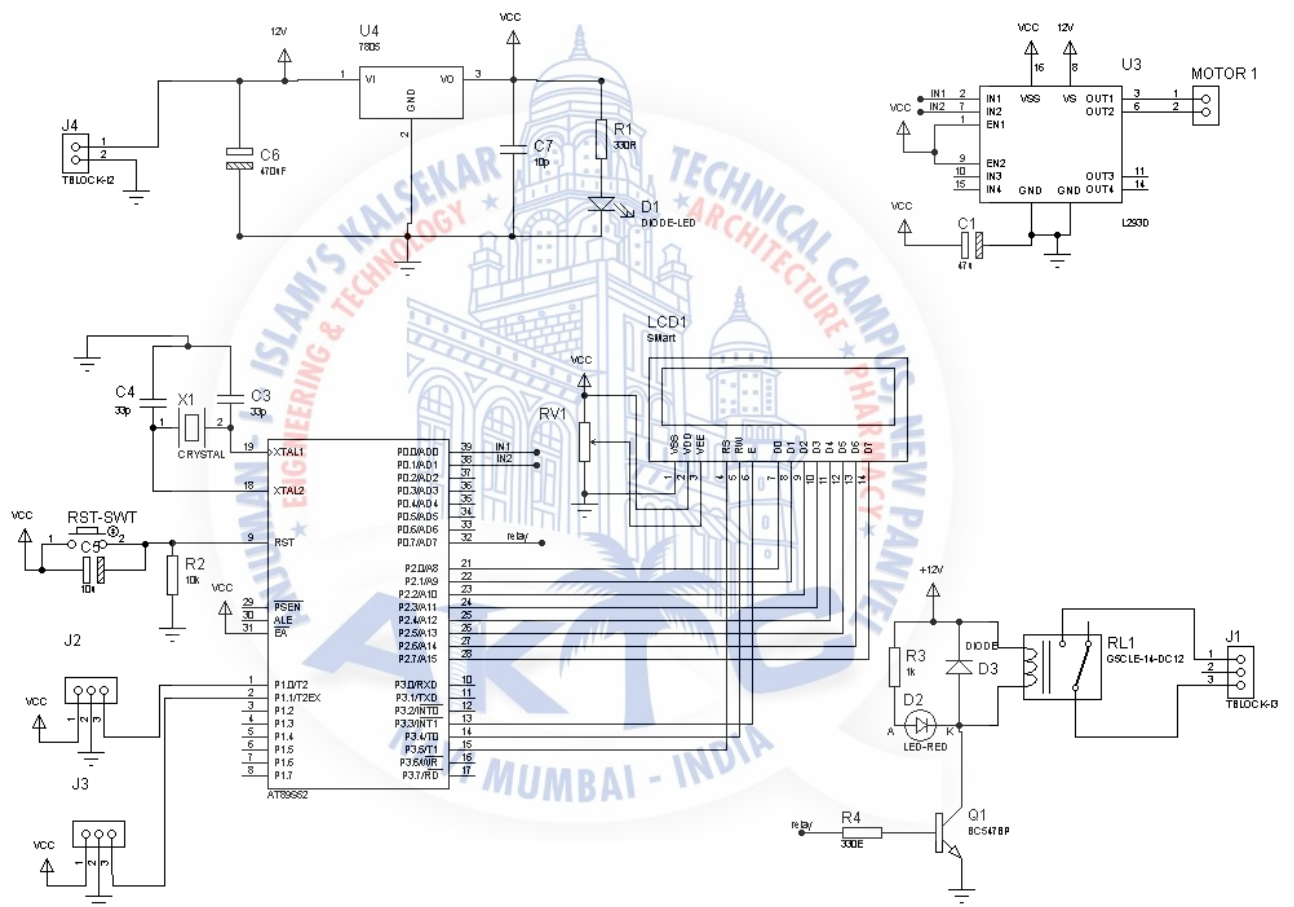 12V
U4
7805
VCC
1
VI
VO
3
GND
2
J4
1
2
TBLOCK-I2
C6
C7
10p
R1
330R
D1
DIODE-LED
VCC
12V
16
8
U3
MOTOR 1
IN1
2
IN1
VSS
VS
OUT1
3
1
IN2
7
IN2
OUT2
6
2
VCC
1
EN1
9
EN2
10
IN3
OUT3
11
15
IN4
GND
GND
OUT4
14
L293D
VCC
C1
C4
33p
X1
C3
33p
1
2
CRYSTAL
19
XTAL1
18
XTAL2
VCC
RST-SWT
1
2
C5
9
RST
R2
10k
VCC
29
PSEN
30
ALE
31
EA
J2
VCC
1
2
3
1
P1.0/T2
2
P1.1/T2EX
3
P1.2
4
P1.3
5
P1.4
6
P1.5
7
P1.6
8
P1.7
AT89S52
J3
VCC
1
2
3
P0.0/AD0
39
IN1
P0.1/AD1
38
IN2
P0.2/AD2
37
P0.3/AD3
36
P0.4/AD4
35
P0.5/AD5
34
P0.6/AD6
33
P0.7/AD7
32
relay
P2.0/A8
21
P2.1/A9
22
P2.2/A10
23
P2.3/A11
24
P2.4/A12
25
P2.5/A13
26
P2.6/A14
27
P2.7/A15
28
P3.0/RXD
10
P3.1/TXD
11
P3.2/INT0
12
P3.3/INT1
13
P3.4/T0
14
P3.5/T1
15
P3.6/WR
16
P3.7/RD
17
LCD1
SMart
VCC
RV1
VSS
VDD
VEE
RS
RW
E
D0
D1
D2
D3
D4
D5
D6
D7
1
2
3
4
5
6
7
8
9
10
11
12
13
14
+12V
R3
1k
DIODE
D3
D2
A
K
LED-RED
RL1
GSCLE-14-DC12
J1
1
2
3
TBLOCK-I3
relay
R4
330E
Q1
BC547BP
ANJUMAN - I - ISLAM'S KALSEKAR TECHNICAL CAMPUS, NEW PANVEL
ENGINEERING & TECHNOLOGY ★ ARCHITECTURE ★ PHARMACY ★
AKTC
NAVI MUMBAI - INDIA